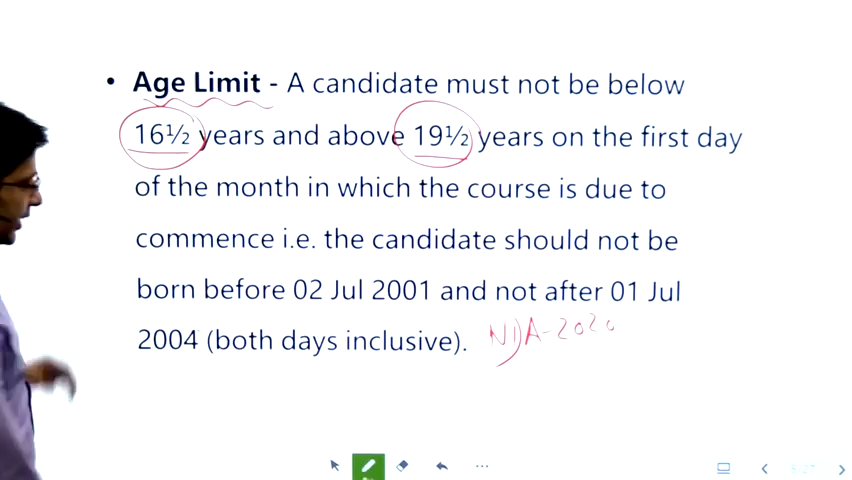 • Age Limit - A candidate must not be below
16½ years and above 19½ years on the first day
of the month in which the course is due to
commence i.e. the candidate should not be
born before 02 Jul 2001 and not after 01 Jul
2004 (both days inclusive). NDA-2020
5/27